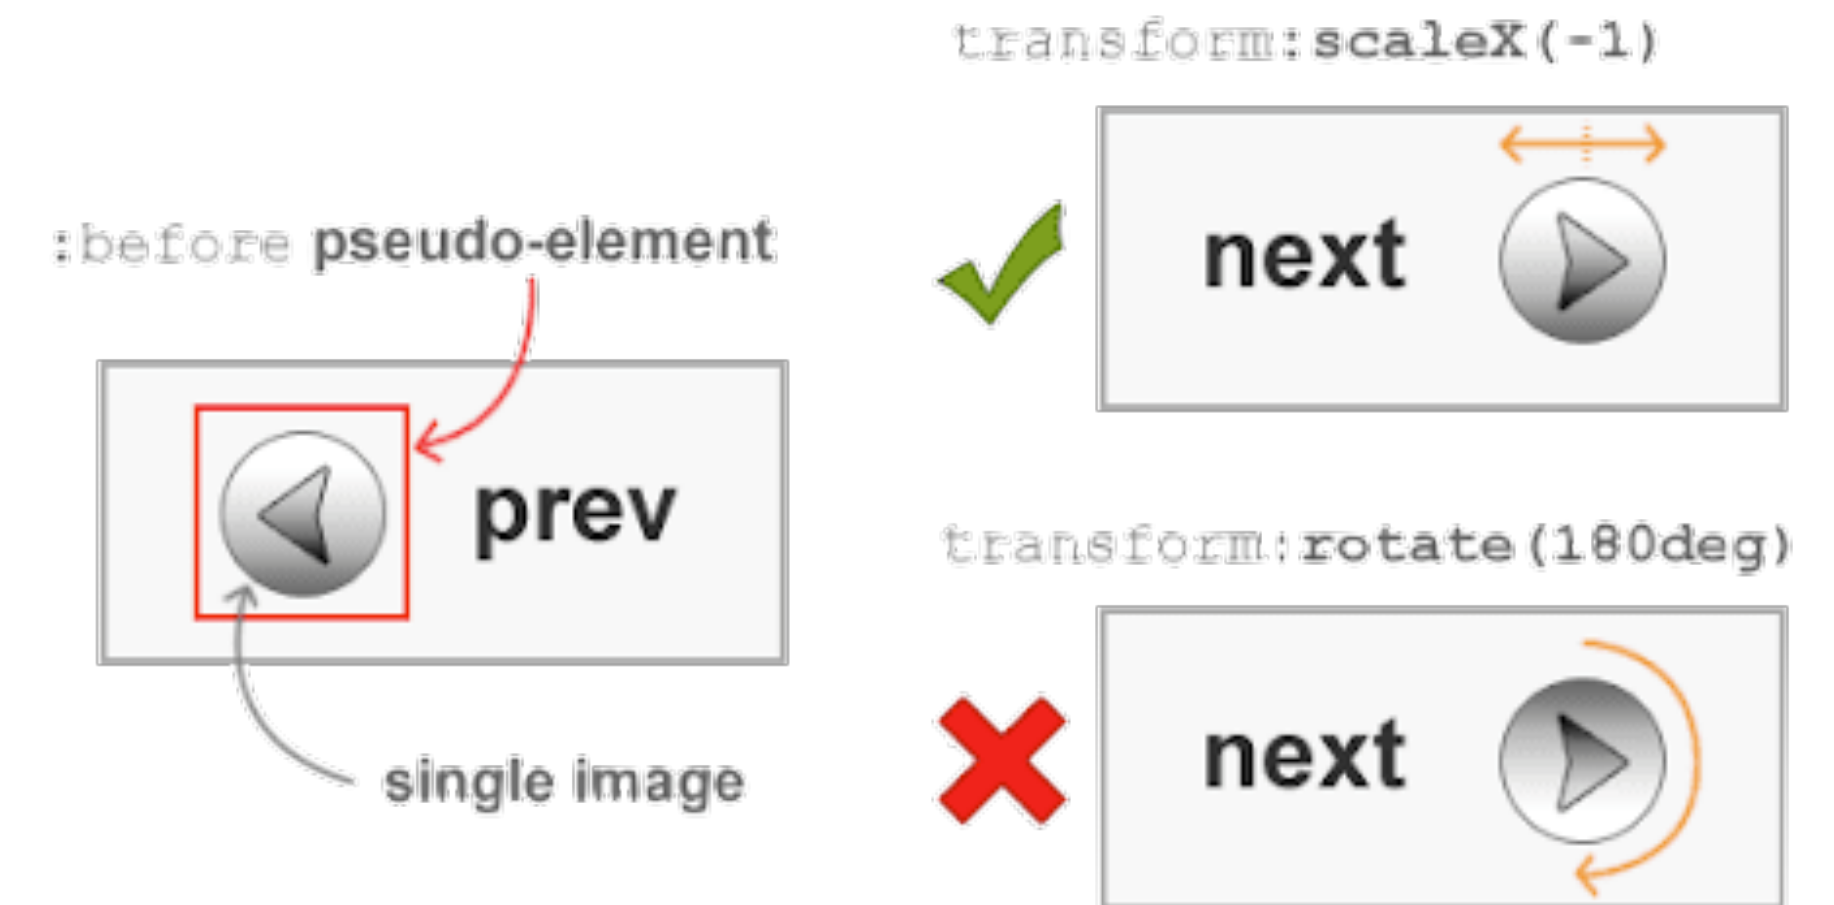 :before pseudo-element
prev
single image
transform:scaleX(-1)
next
transform:rotate(180deg)
next